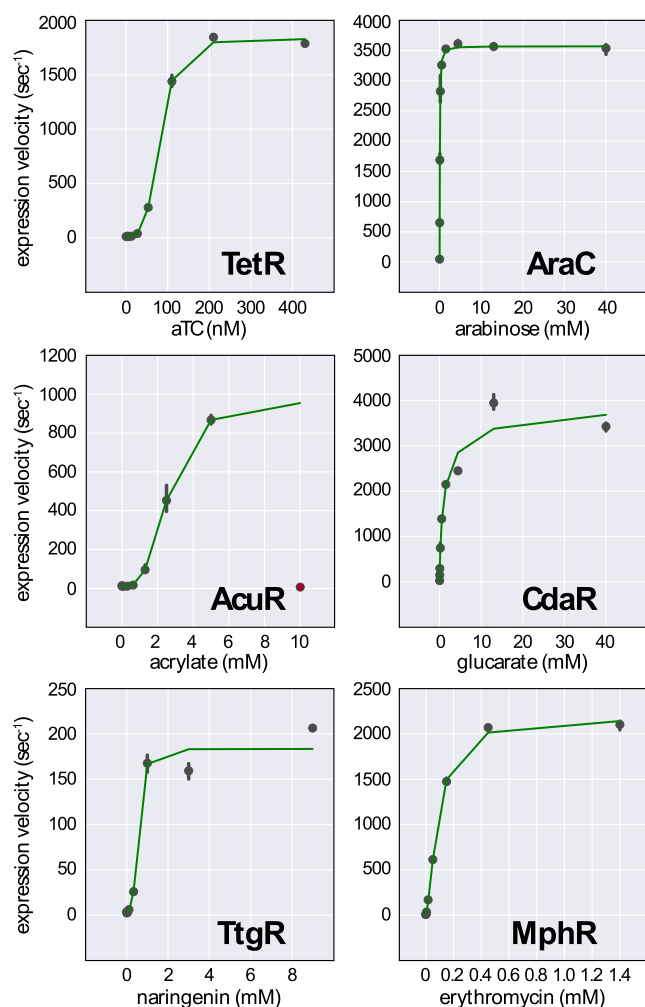 expression velocity (sec⁻¹)
2000
1500
1000
500
0
TetR
0 100 200 300 400
aTC (nM)
4000
3500
3000
2500
2000
1500
1000
500
0
AraC
0 10 20 30 40
arabinose (mM)
expression velocity (sec⁻¹)
1200
1000
800
600
400
200
0
AcuR
0 2 4 6 8 10
acrylate (mM)
5000
4000
3000
2000
1000
0
CdaR
0 10 20 30 40
glucarate (mM)
expression velocity (sec⁻¹)
250
200
150
100
50
0
TtgR
0 2 4 6 8
naringenin (mM)
2500
2000
1500
1000
500
0
MphR
0 0.2 0.4 0.6 0.8 1.0 1.2 1.4
erythromycin (mM)